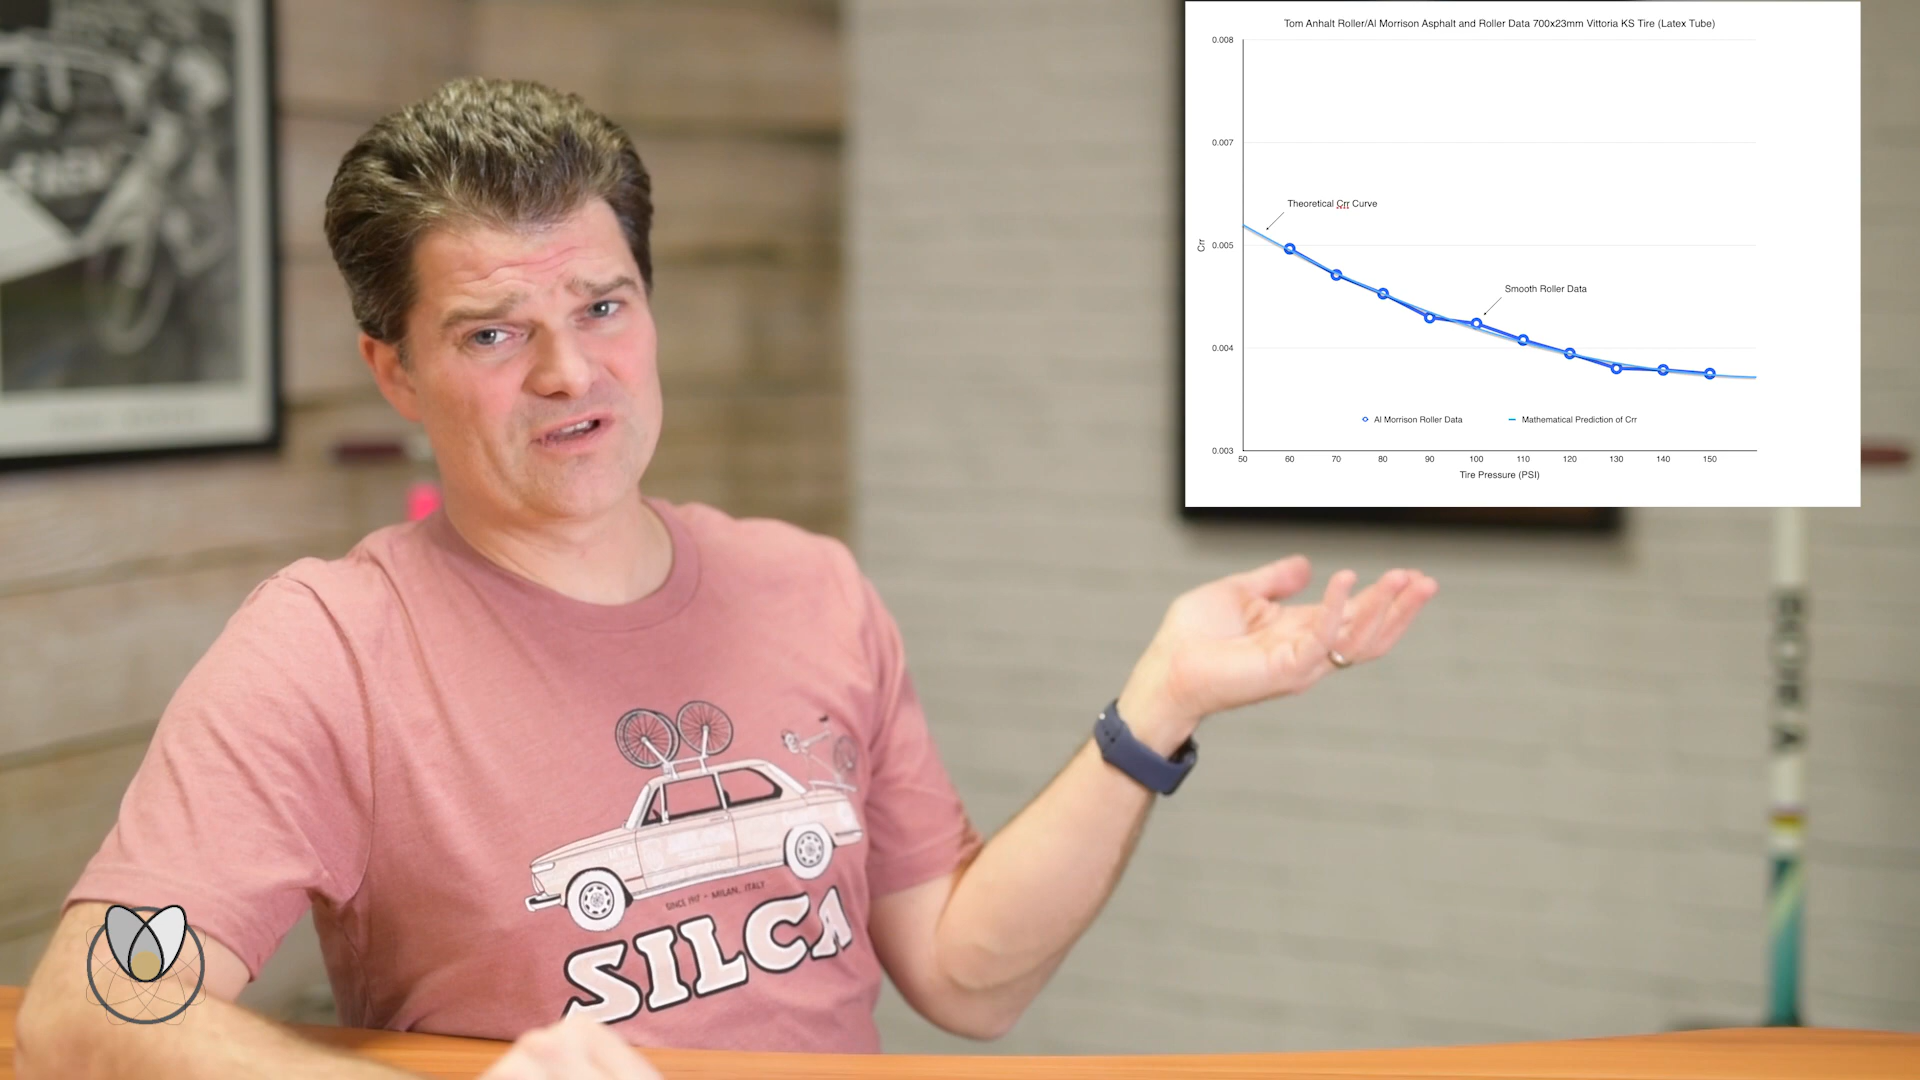 Tom Anhalt Roller/Al Morrison Asphalt and Roller Data 700x23mm Vittoria KS Tire (Latex Tube)
0.008
0.007
Theoretical Crr Curve
Crr
0.005
Smooth Roller Data
0.004
Al Morrison Roller Data
Mathematical Prediction of Crr
0.003
50 60 70 80 90 100 110 120 130 140 150
Tire Pressure (PSI)
BORA
SINCE 1917 - MILAN, ITALY
SILCA